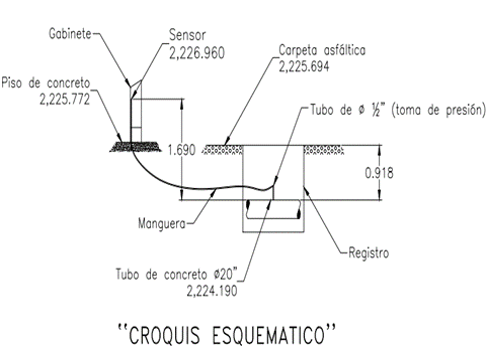 Gabinete
Sensor
2,226.960
Carpeta asfáltica
2,225.694
Piso de concreto
2,225.772
Tubo de ø ½” (toma de presión)
1.690
0.918
Manguera
Registro
Tubo de concreto ø20”
2,224.190
“CROQUIS ESQUEMATICO”